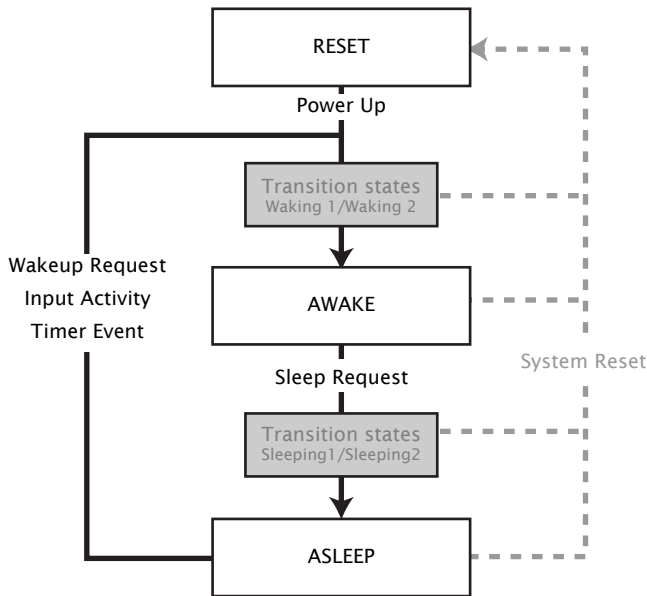 RESET
Power Up
Transition states
Waking 1/Waking 2
Wakeup Request
Input Activity
Timer Event
AWAKE
System Reset
Sleep Request
Transition states
Sleeping1/Sleeping2
ASLEEP